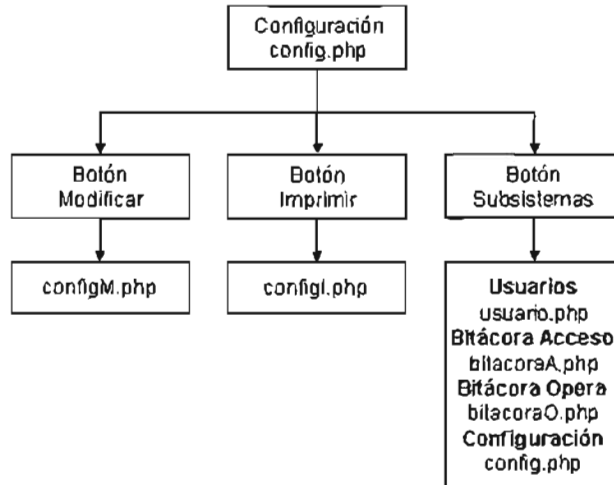 Configuración
config.php
Botón
Modificar
Botón
Imprimir
Botón
Subsistemas
configM.php
configI.php
Usuarios
usuario.php
Bitácora Acceso
bitacoraA.php
Bitácora Opera
bitacoraO.php
Configuración
config.php